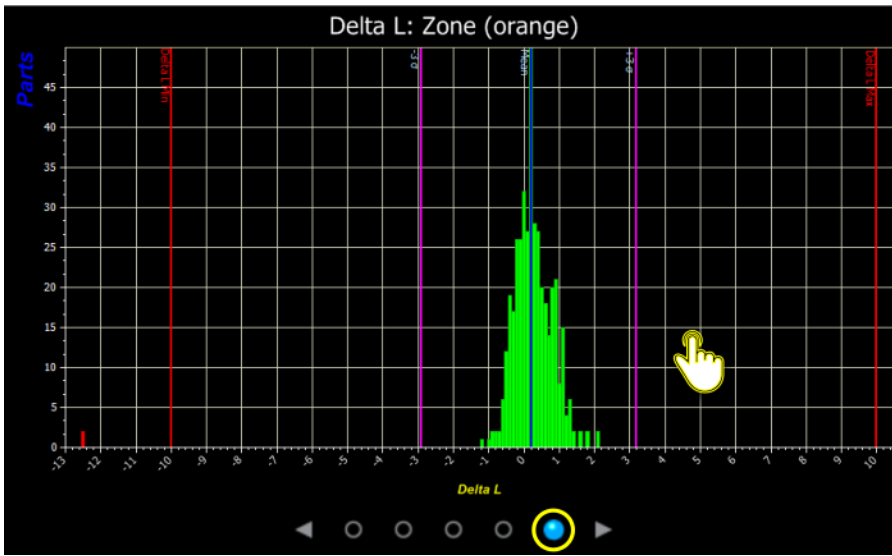 Delta L: Zone (orange)
Parts
Delta L Min
-3 σ
Mean
+3 σ
Delta L Max
45
40
35
30
25
20
15
10
5
0
-13 -12 -11 -10 -9 -8 -7 -6 -5 -4 -3 -2 -1 0 1 2 3 4 5 6 7 8 9 10
Delta L